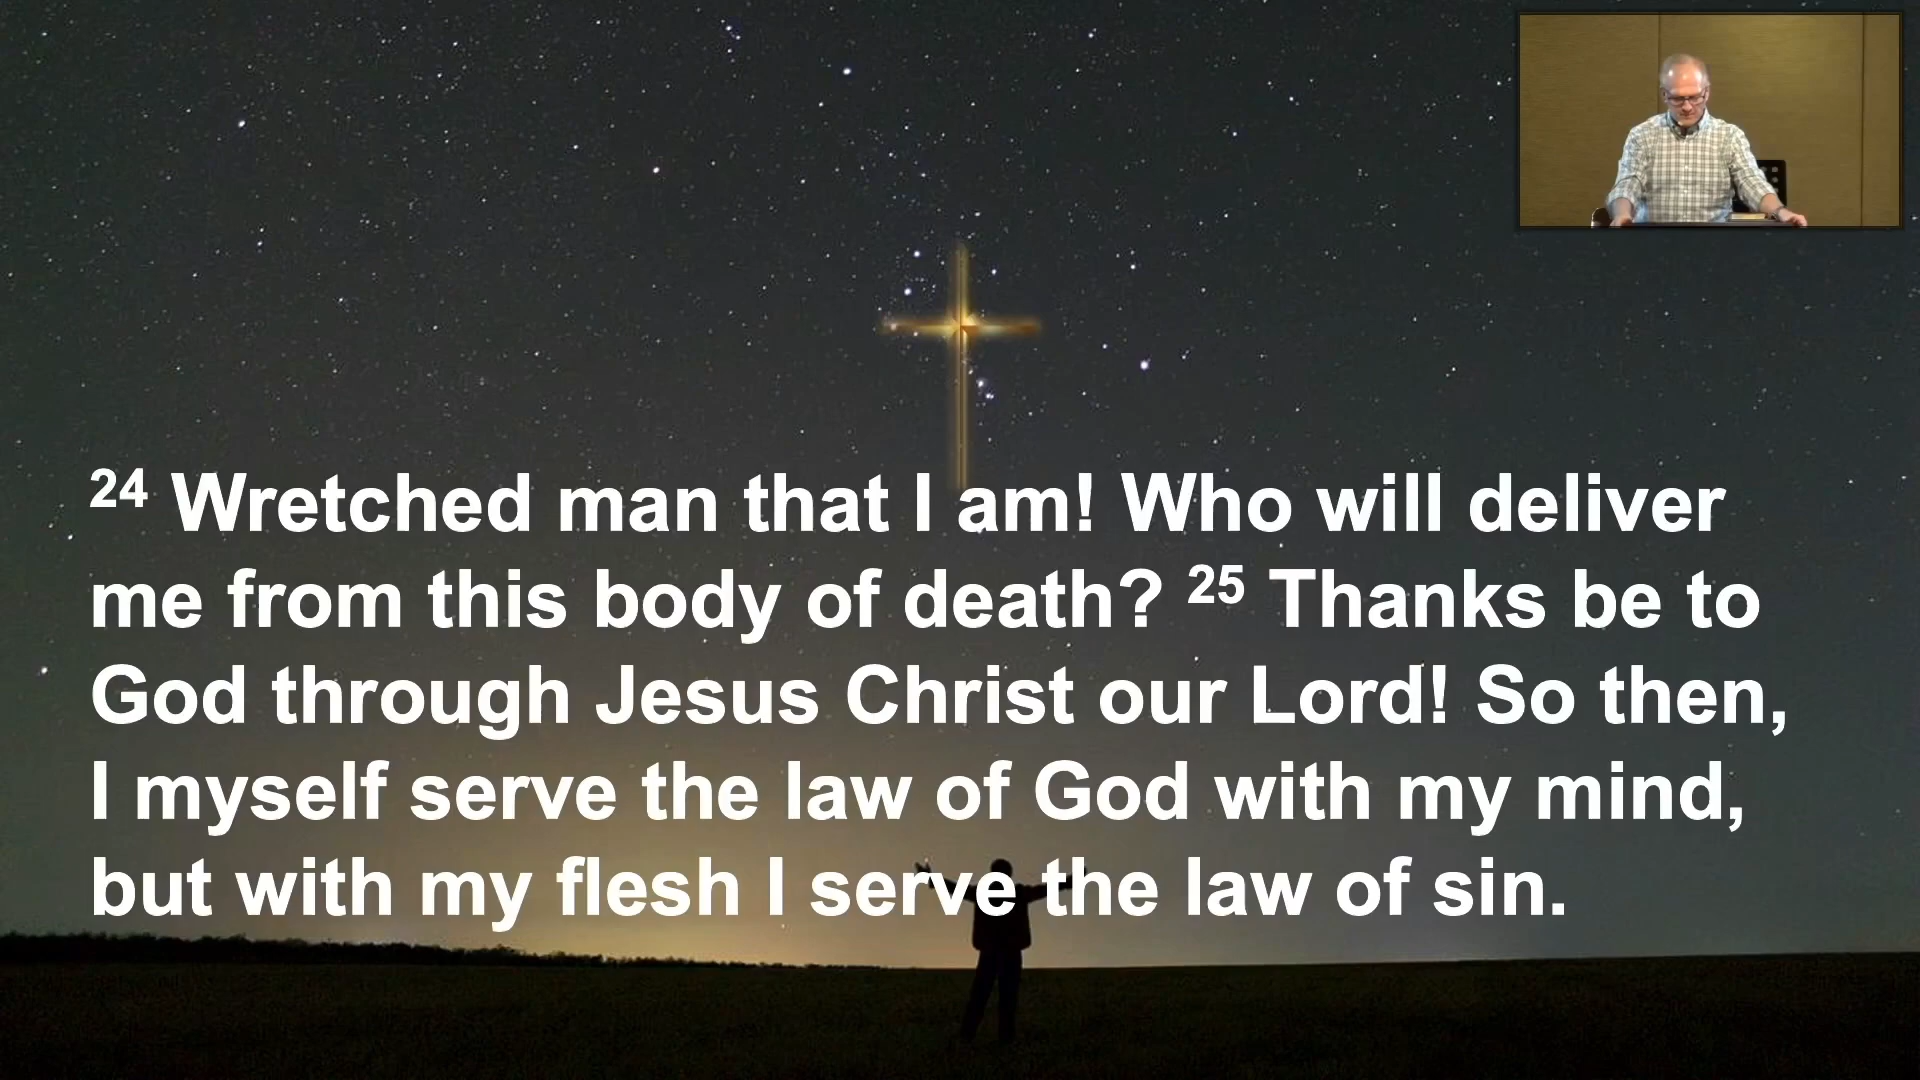 24 Wretched man that I am! Who will deliver
me from this body of death? 25 Thanks be to
God through Jesus Christ our Lord! So then,
I myself serve the law of God with my mind,
but with my flesh I serve the law of sin.